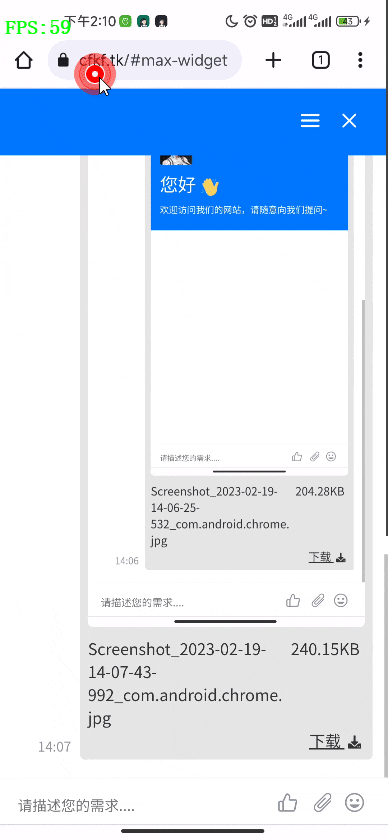 FPS:59
下午2:10
HD
4G
4G
43
cfkf.tk/#max-widget
1
您好
欢迎访问我们的网站，请随意向我们提问~
请描述您的需求....
Screenshot_2023-02-19-
14-06-25-
532_com.android.chrome.
jpg
204.28KB
下载
14:06
请描述您的需求....
Screenshot_2023-02-19-
14-07-43-
992_com.android.chrome.
jpg
240.15KB
下载
14:07
请描述您的需求....